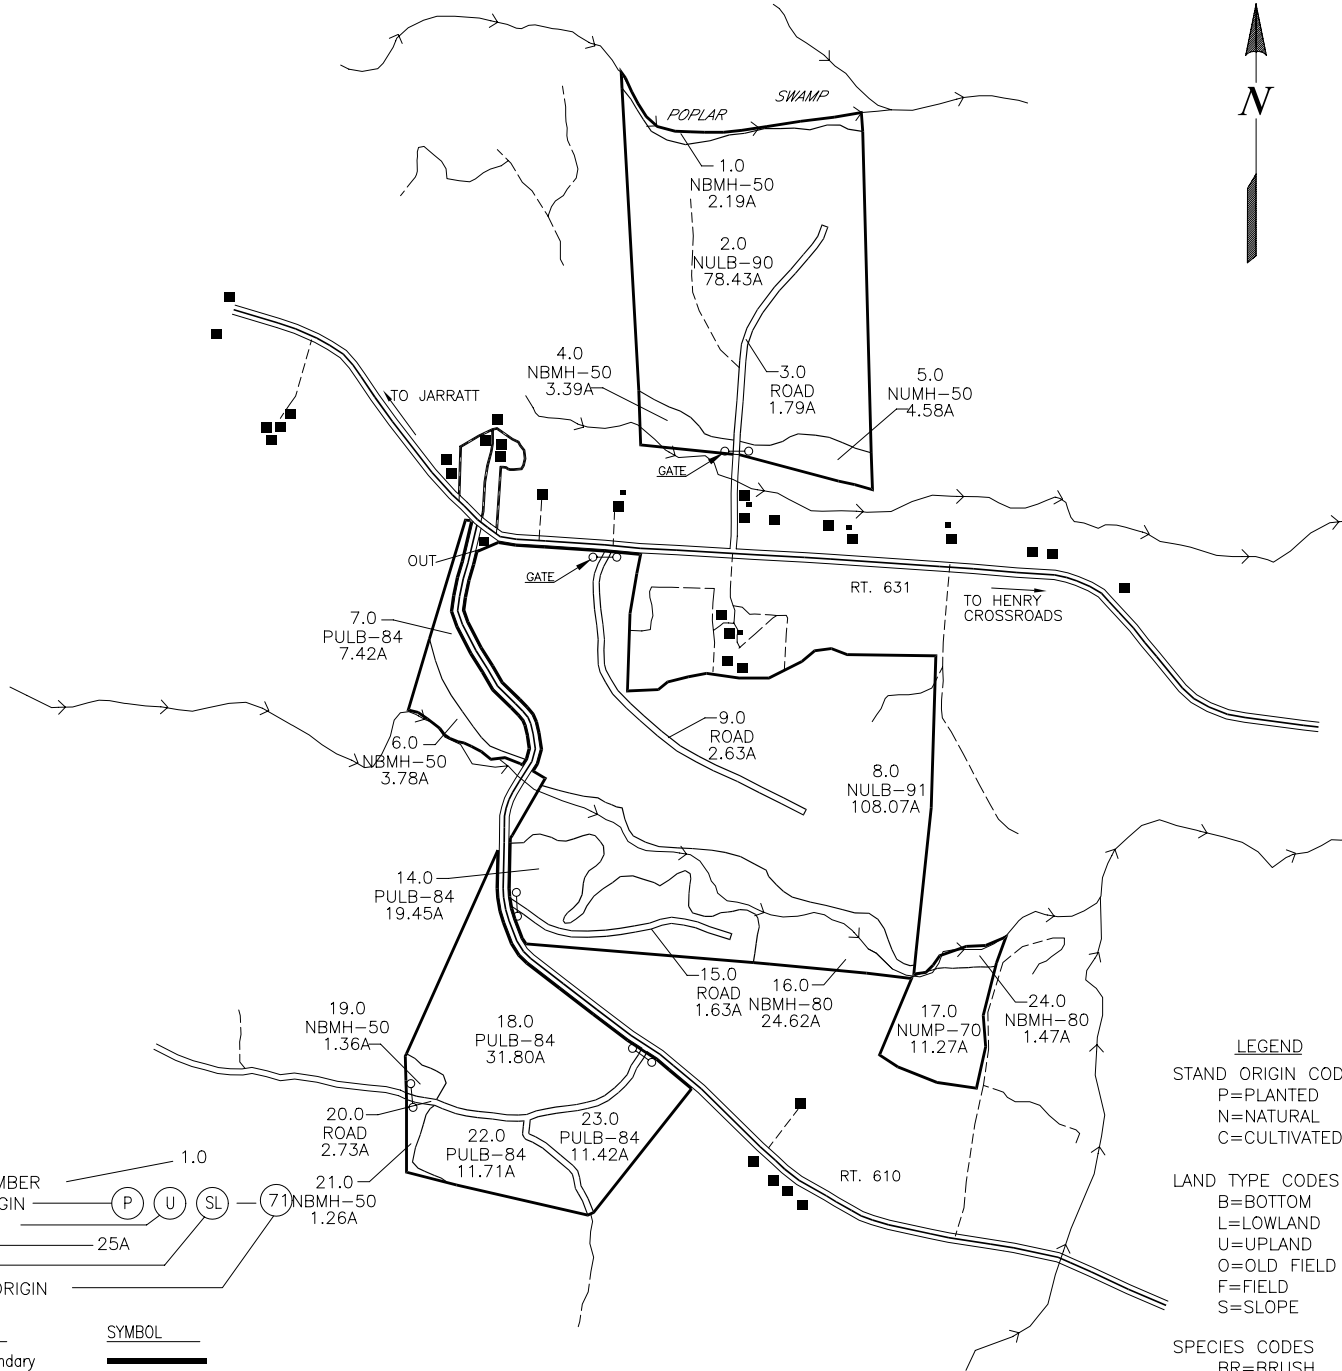 N
POPLAR
SWAMP
1.0
NBMH-50
2.19A
2.0
NULB-90
78.43A
3.0
ROAD
1.79A
4.0
NBMH-50
3.39A
5.0
NUMH-50
4.58A
TO JARRATT
GATE
OUT
GATE
RT. 631
TO HENRY
CROSSROADS
7.0
PULB-84
7.42A
6.0
NBMH-50
3.78A
9.0
ROAD
2.63A
8.0
NULB-91
108.07A
14.0
PULB-84
19.45A
15.0
ROAD
1.63A
16.0
NBMH-80
24.62A
17.0
NUMP-70
11.27A
24.0
NBMH-80
1.47A
19.0
NBMH-50
1.36A
18.0
PULB-84
31.80A
20.0
ROAD
2.73A
22.0
PULB-84
11.71A
23.0
PULB-84
11.42A
21.0
NBMH-50
1.26A
RT. 610
MBER
1.0
GIN
P U SL 71
25A
ORIGIN
SYMBOL
ndary
LEGEND
STAND ORIGIN COD
P=PLANTED
N=NATURAL
C=CULTIVATED
LAND TYPE CODES
B=BOTTOM
L=LOWLAND
U=UPLAND
O=OLD FIELD
F=FIELD
S=SLOPE
SPECIES CODES
BR=BRUSH